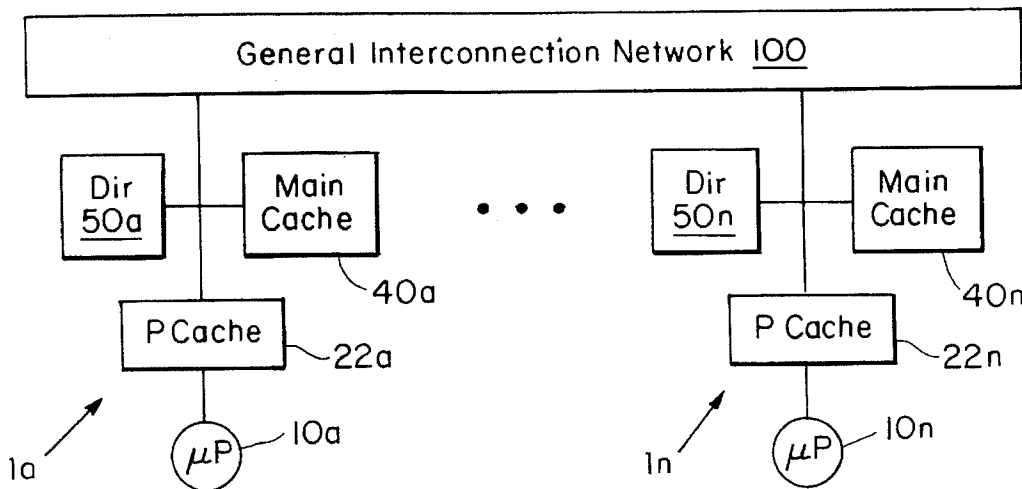 General Interconnection Network 100
Dir
50a
Main
Cache
40a
P Cache
22a
μP
10a
1a
• • •
Dir
50n
Main
Cache
40n
P Cache
22n
μP
10n
1n